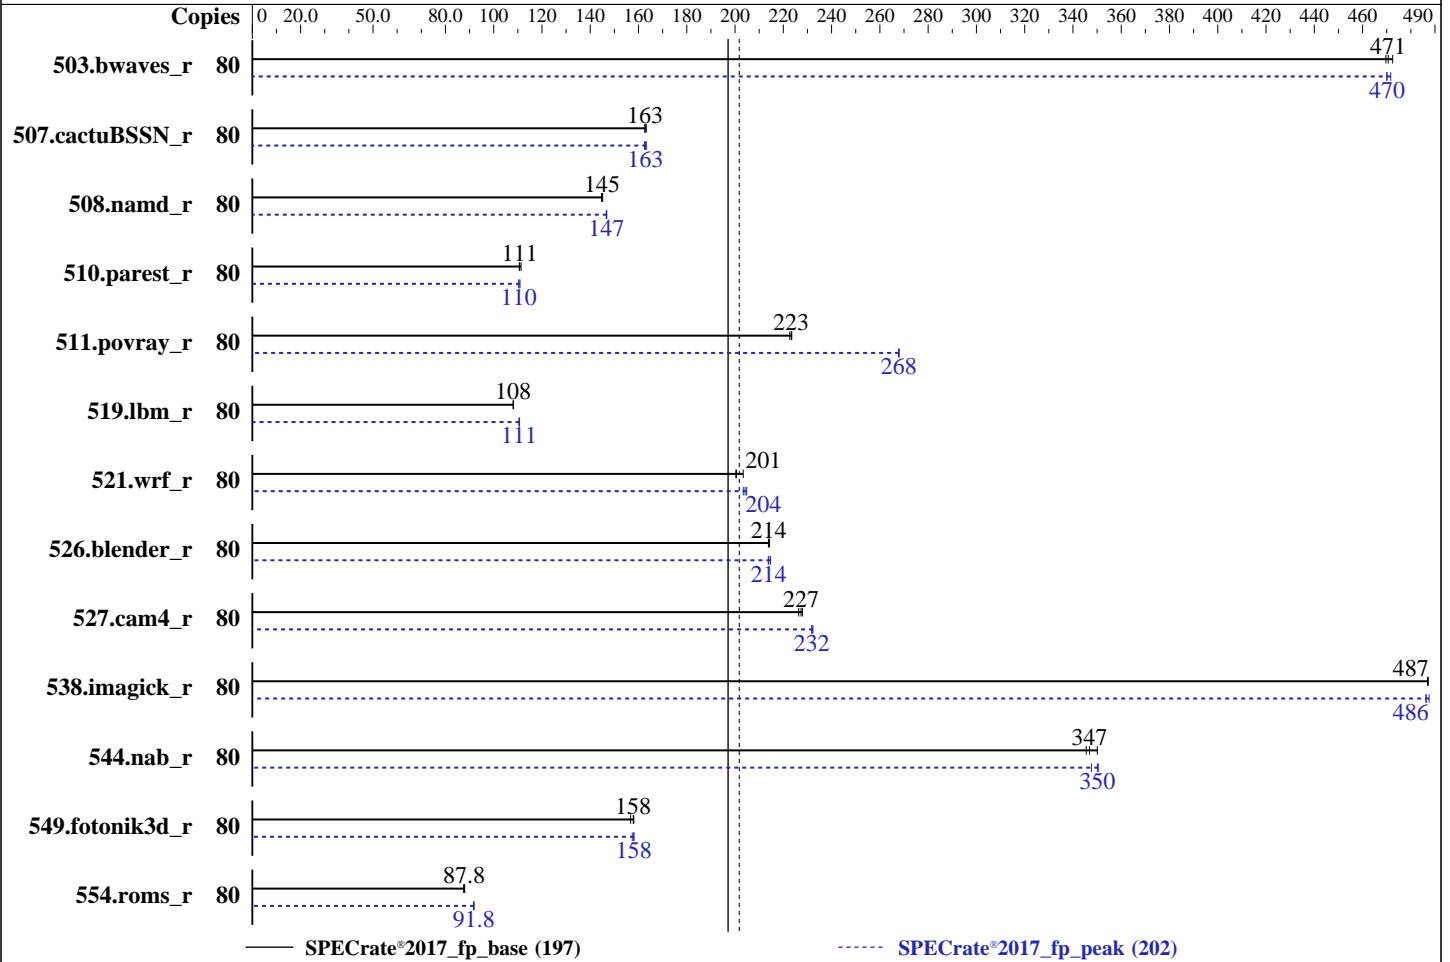 Copies 0 20.0 50.0 80.0 100 120 140 160 180 200 220 240 260 280 300 320 340 360 380 400 420 440 460 490
503.bwaves_r 80 471
470
507.cactuBSSN_r 80 163
163
508.namd_r 80 145
147
510.parest_r 80 111
110
511.povray_r 80 223
268
519.lbm_r 80 108
111
521.wrf_r 80 201
204
526.blender_r 80 214
214
527.cam4_r 80 227
232
538.imagick_r 80 487
486
544.nab_r 80 347
350
549.fotonik3d_r 80 158
158
554.roms_r 80 87.8
91.8
SPECrate®2017_fp_base (197) SPECrate®2017_fp_peak (202)